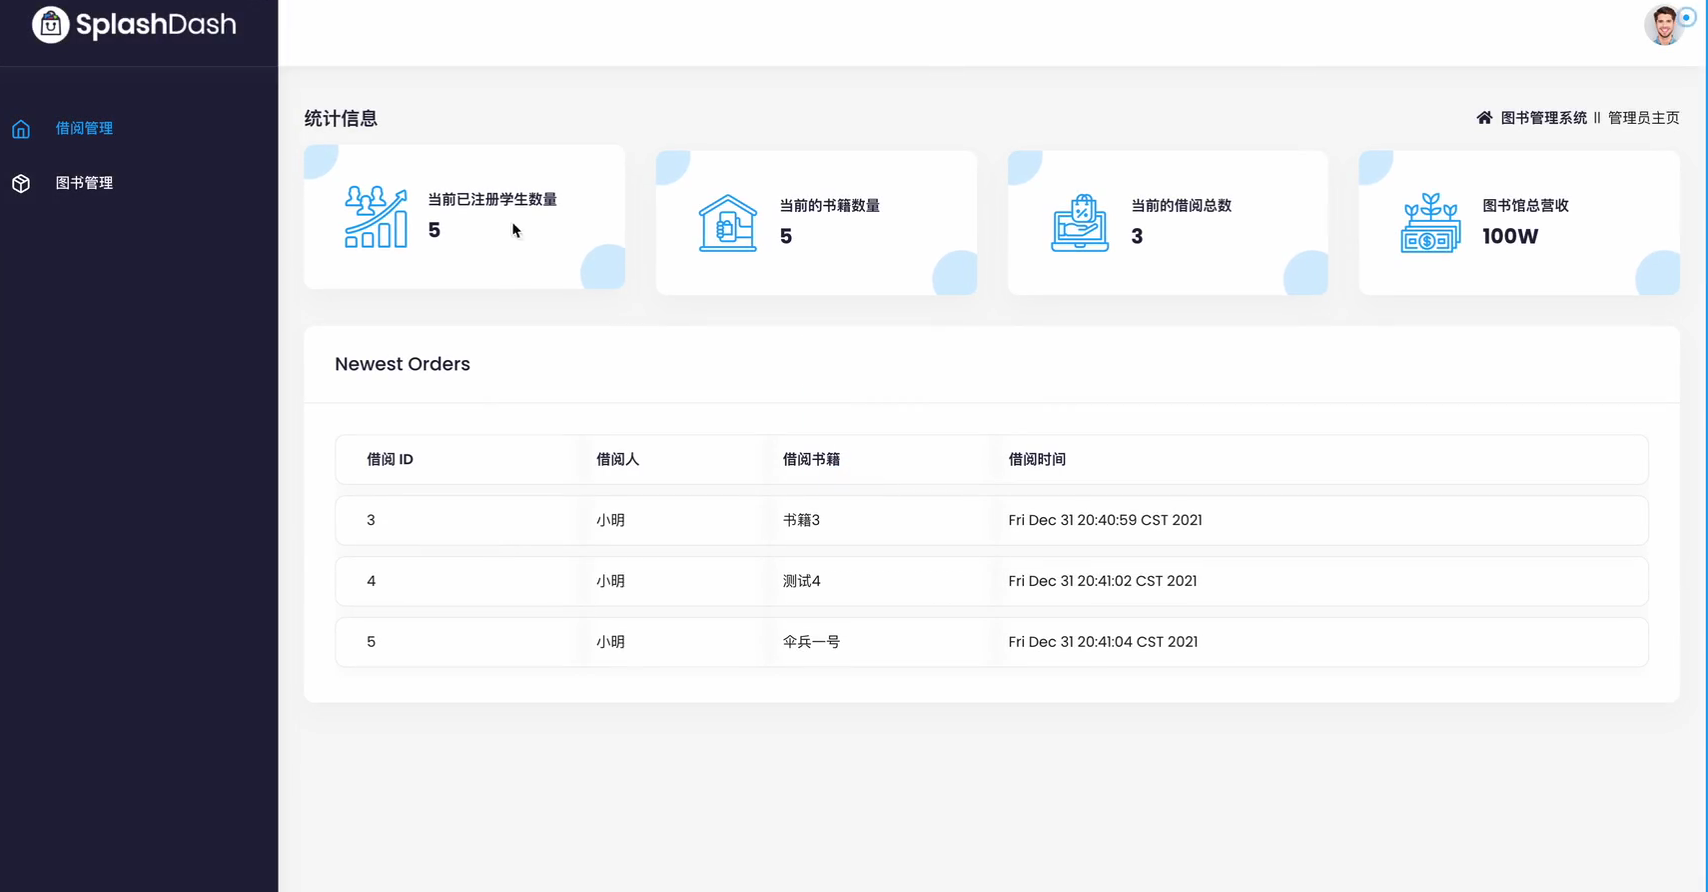 SplashDash
借阅管理
图书管理
统计信息
图书管理系统 || 管理员主页
当前已注册学生数量
5
当前的书籍数量
5
当前的借阅总数
3
图书馆总营收
100W
Newest Orders
借阅 ID 借阅人 借阅书籍 借阅时间
3 小明 书籍3 Fri Dec 31 20:40:59 CST 2021
4 小明 测试4 Fri Dec 31 20:41:02 CST 2021
5 小明 伞兵一号 Fri Dec 31 20:41:04 CST 2021